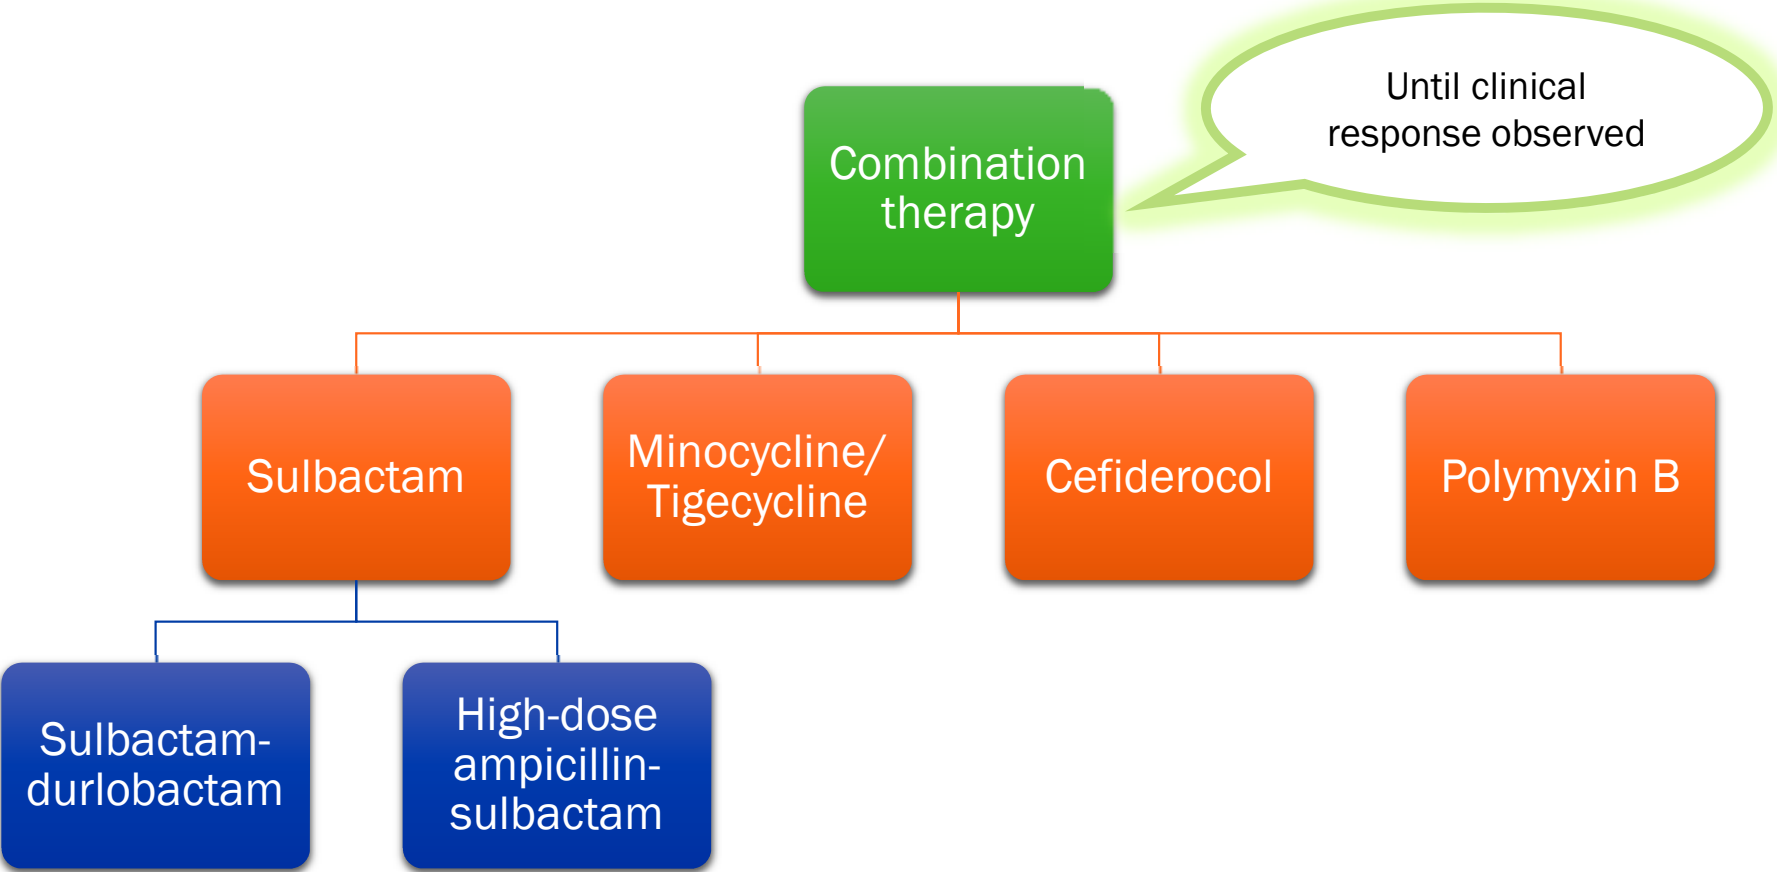 Until clinical
response observed
Combination
therapy
Sulbactam
Minocycline/
Tigecycline
Cefiderocol
Polymyxin B
Sulbactam-
durlobactam
High-dose
ampicillin-
sulbactam